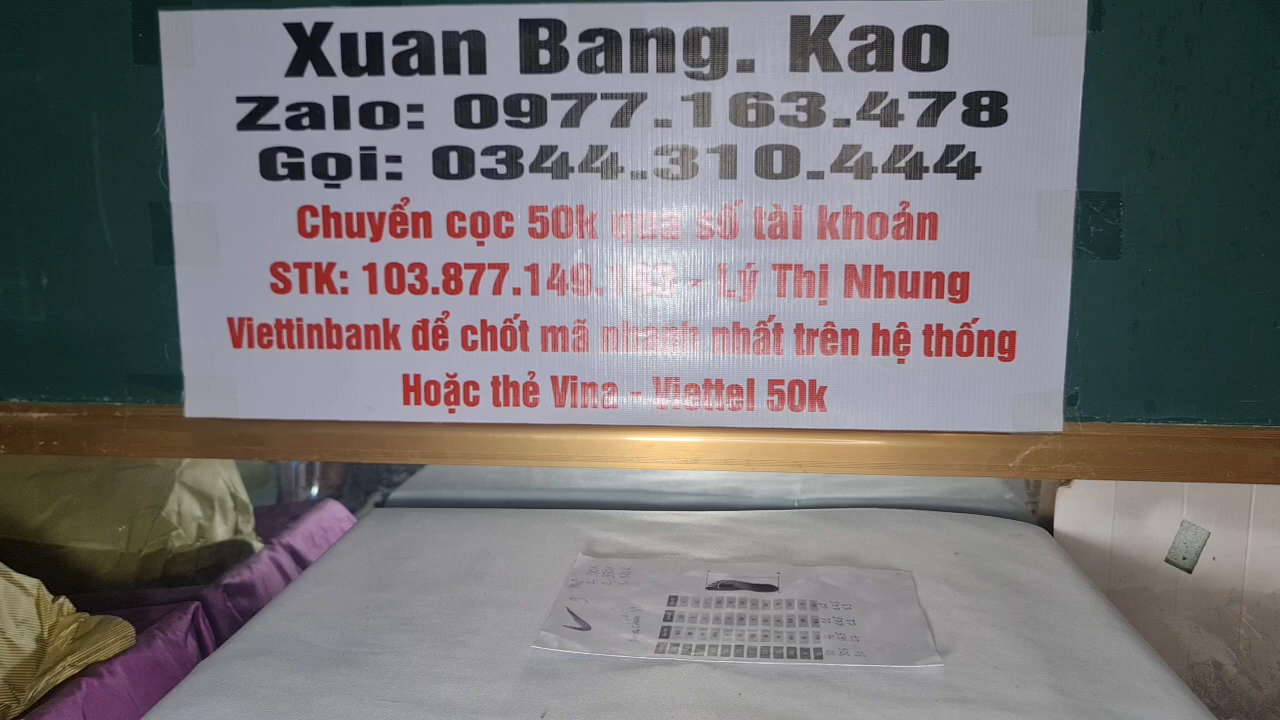 Xuan Bang. Kao
Zalo: 0977.163.478
Gọi: 0344.310.444
Chuyển cọc 50k qua số tài khoản
STK: 103.877.149.163 - Lý Thị Nhung
Viettinbank để chốt mã nhanh nhất trên hệ thống
Hoặc thẻ Vina - Viettel 50k